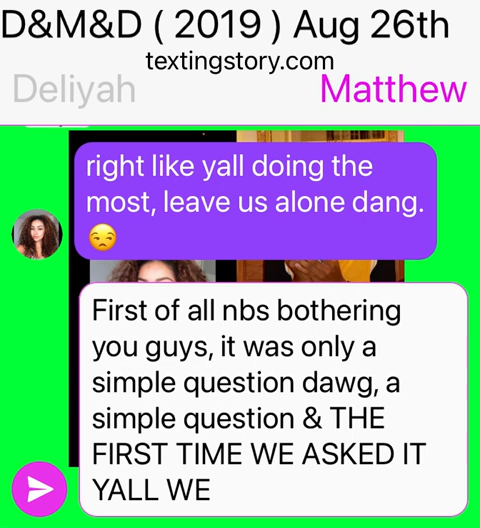 D&M&D ( 2019 ) Aug 26th
textingstory.com
Deliyah
Matthew
right like yall doing the
most, leave us alone dang.
😒
First of all nbs bothering
you guys, it was only a
simple question dawg, a
simple question & THE
FIRST TIME WE ASKED IT
YALL WE